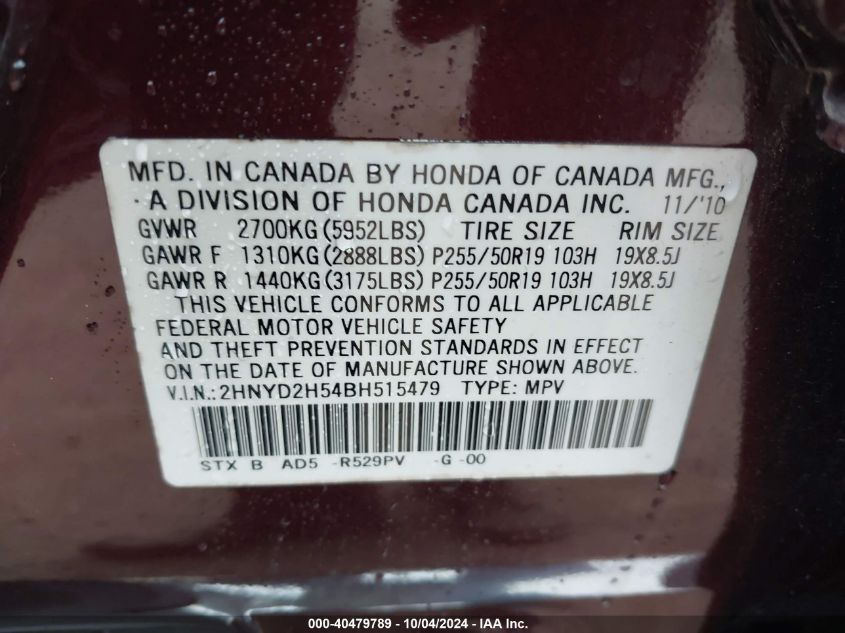 MFD. IN CANADA BY HONDA OF CANADA MFG.,
A DIVISION OF HONDA CANADA INC. 11/'10
GVWR 2700KG(5952LBS) TIRE SIZE RIM SIZE
GAWR F 1310KG(2888LBS) P255/50R19 103H 19X8.5J
GAWR R 1440KG(3175LBS) P255/50R19 103H 19X8.5J
THIS VEHICLE CONFORMS TO ALL APPLICABLE
FEDERAL MOTOR VEHICLE SAFETY
AND THEFT PREVENTION STANDARDS IN EFFECT
ON THE DATE OF MANUFACTURE SHOWN ABOVE.
V.I.N.:2HNYD2H54BH515479 TYPE: MPV
STX B AD5 -R529PV -G -00
000-40479789 - 10/04/2024 - IAA Inc.